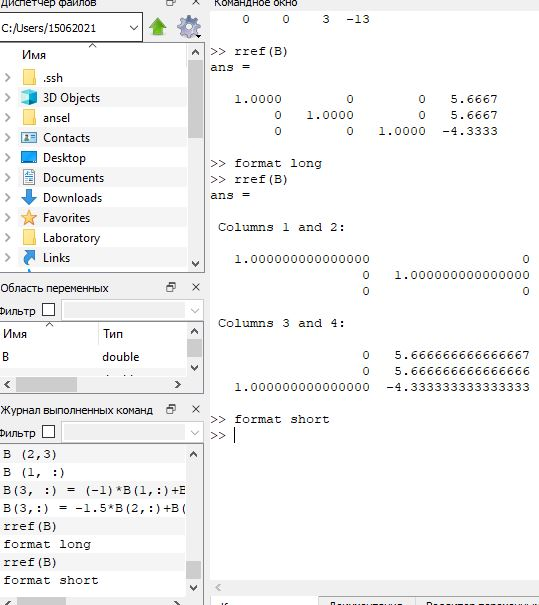 Диспетчер файлов
Командное окно
C:/Users/15062021
Имя
.ssh
3D Objects
ansel
Contacts
Desktop
Documents
Downloads
Favorites
Laboratory
Links
Область переменных
Фильтр
Имя Тип
B double
Журнал выполненных команд
Фильтр
B (2,3)
B (1, :)
B(3, :) = (-1)*B(1,:)+B
B(3,:) = -1.5*B(2,:)+B(
rref(B)
format long
rref(B)
format short
0 0 3 -13
>> rref(B)
ans =
1.0000 0 0 5.6667
0 1.0000 0 5.6667
0 0 1.0000 -4.3333
>> format long
>> rref(B)
ans =
Columns 1 and 2:
1.000000000000000 0
0 1.000000000000000
0 0
Columns 3 and 4:
0 5.666666666666667
0 5.666666666666666
1.000000000000000 -4.333333333333333
>> format short
>>